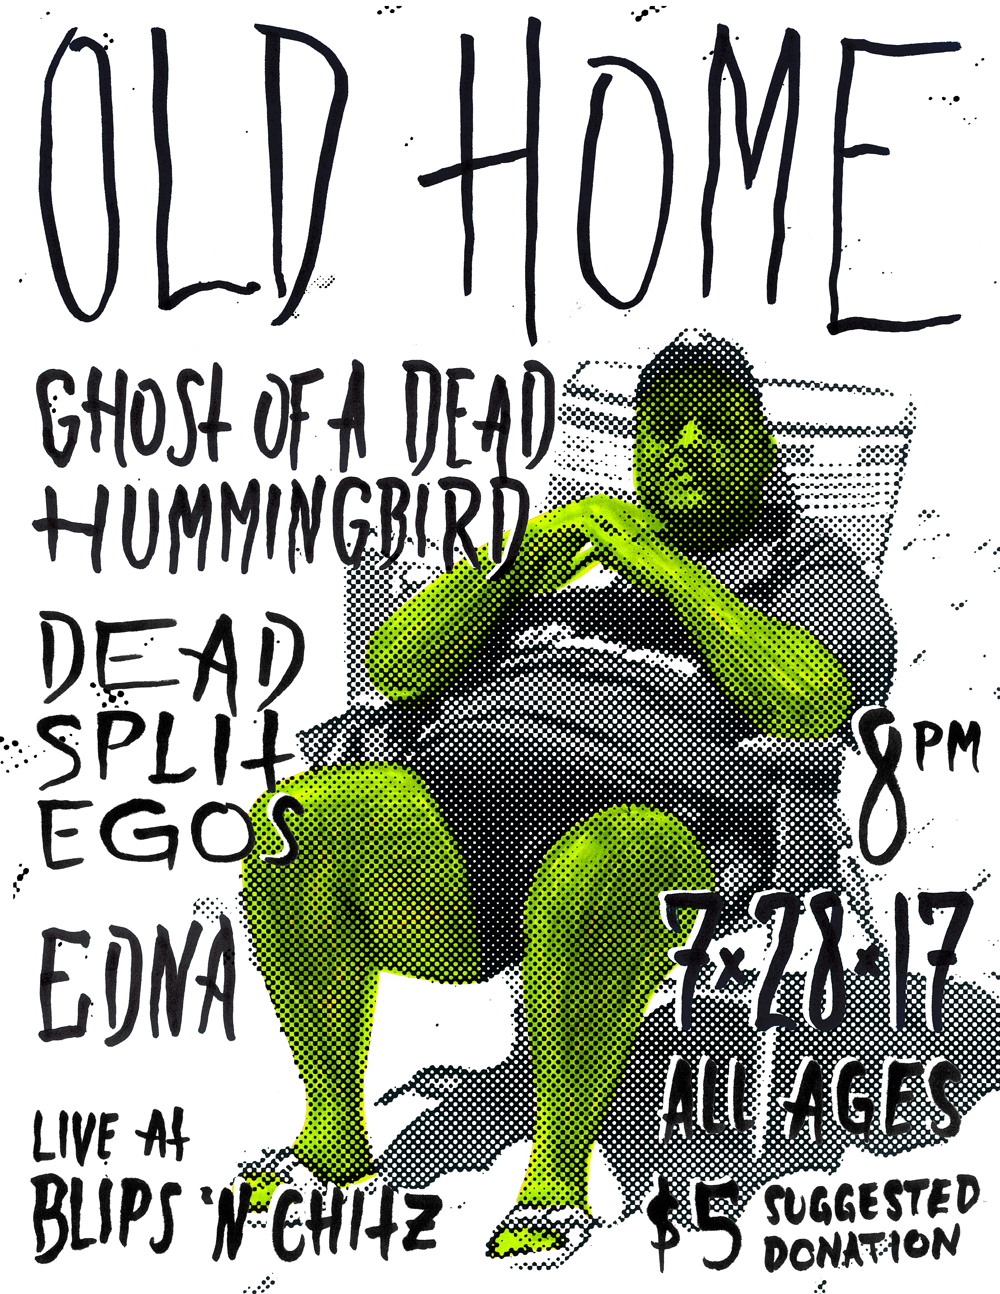 OLD HOME
GHOST OF A DEAD
HUMMINGBIRD
DEAD
SPLIT
EGOS
EDNA
8PM
7×28×17
ALL AGES
LIVE At
BLIPS 'N CHITZ
$5 SUGGESTED
DONATION